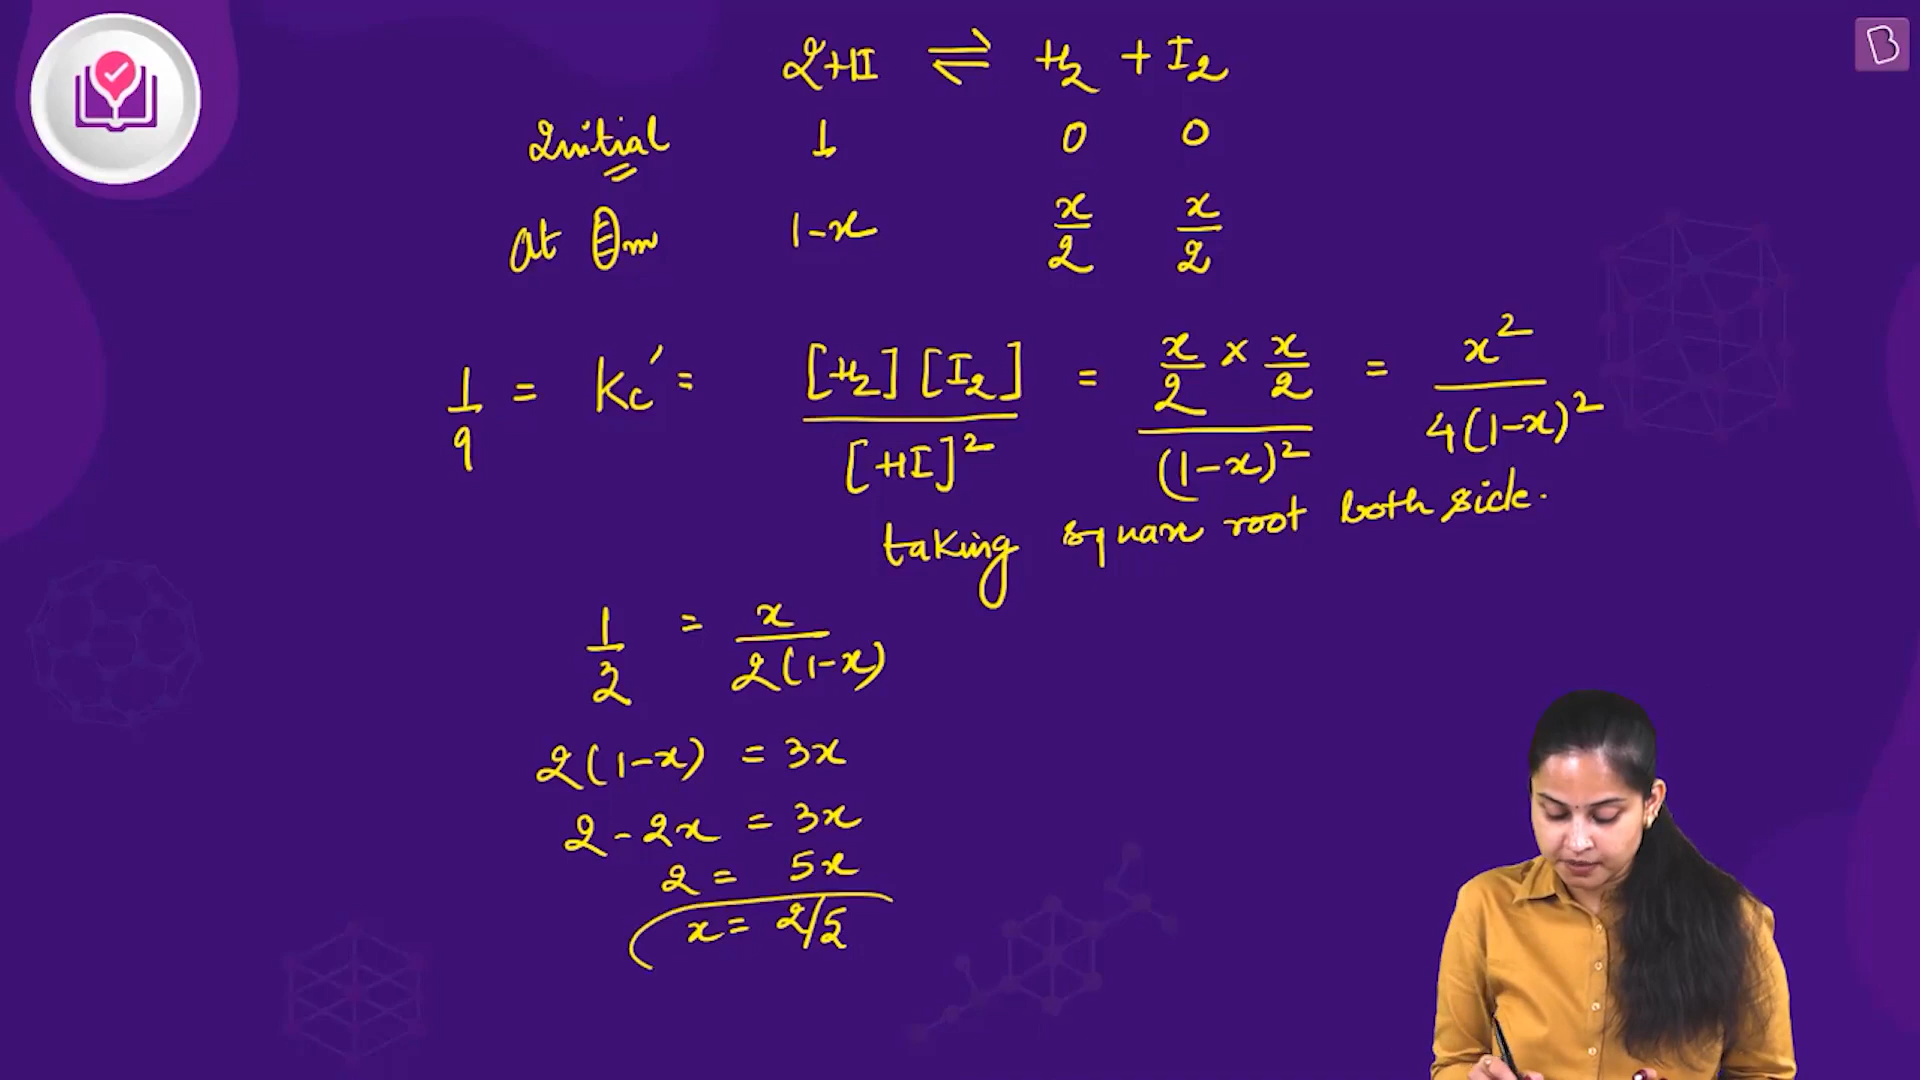 2HI ⇌ H₂ + I₂
Initial 1 0 0
At Eqm 1-x x/2 x/2
1/9 = Kc' = [H₂][I₂]/[HI]² = (x/2 × x/2)/(1-x)² = x²/4(1-x)²
taking square root both side.
1/3 = x/2(1-x)
2(1-x) = 3x
2 - 2x = 3x
2 = 5x
x = 2/5
B